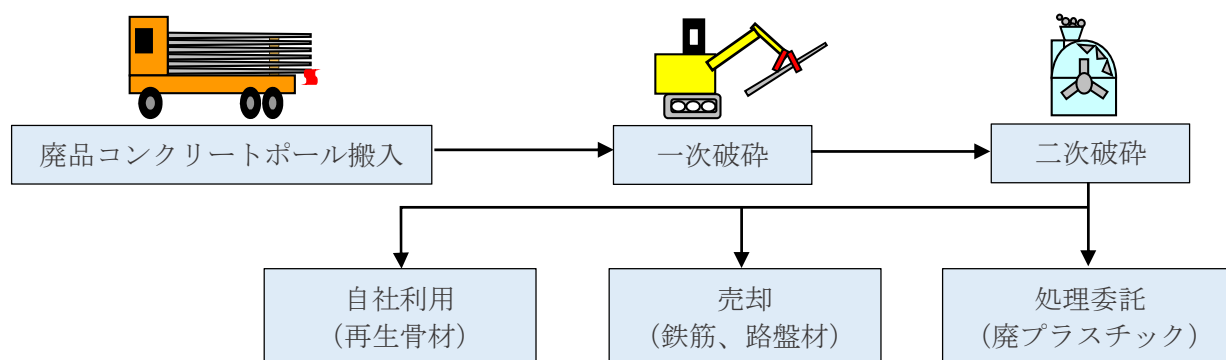 廃品コンクリートポール搬入
一次破砕
二次破砕
自社利用
（再生骨材）
売却
（鉄筋、路盤材）
処理委託
（廃プラスチック）